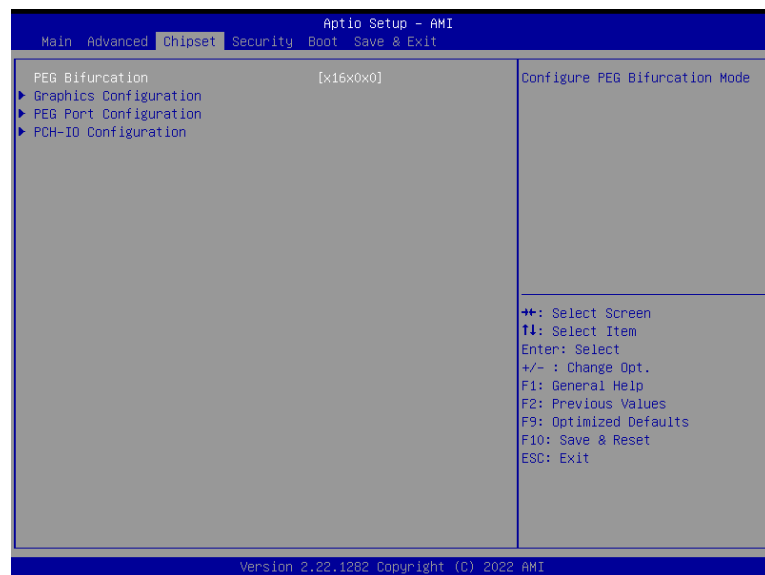 Aptio Setup – AMI
Main Advanced Chipset Security Boot Save & Exit
PEG Bifurcation [x16x0x0]
▶ Graphics Configuration
▶ PEG Port Configuration
▶ PCH-IO Configuration
Configure PEG Bifurcation Mode
→←: Select Screen
↑↓: Select Item
Enter: Select
+/- : Change Opt.
F1: General Help
F2: Previous Values
F9: Optimized Defaults
F10: Save & Reset
ESC: Exit
Version 2.22.1282 Copyright (C) 2022 AMI